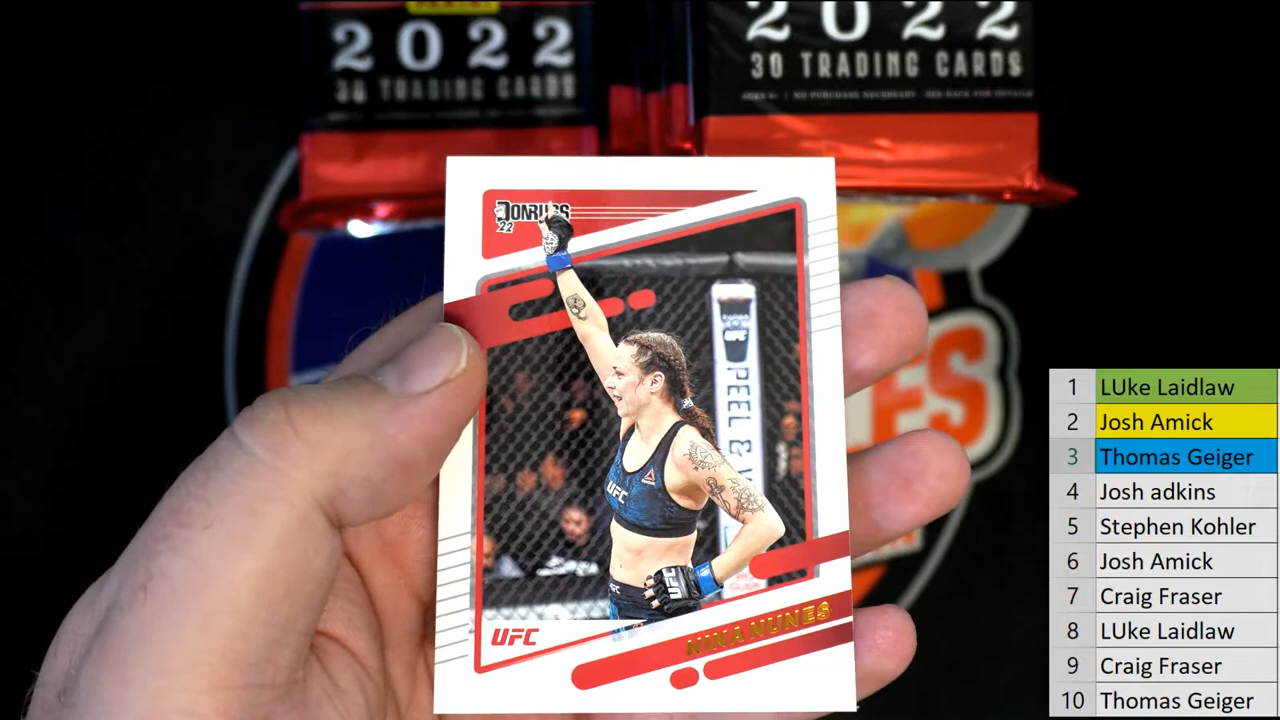 2022
30 TRADING CARDS
2022
30 TRADING CARDS
DONRUSS
22
UFC
PEEL &
UFC
UFC
UFC
NINA NUNES
1 LUke Laidlaw
2 Josh Amick
3 Thomas Geiger
4 Josh adkins
5 Stephen Kohler
6 Josh Amick
7 Craig Fraser
8 LUke Laidlaw
9 Craig Fraser
10 Thomas Geiger